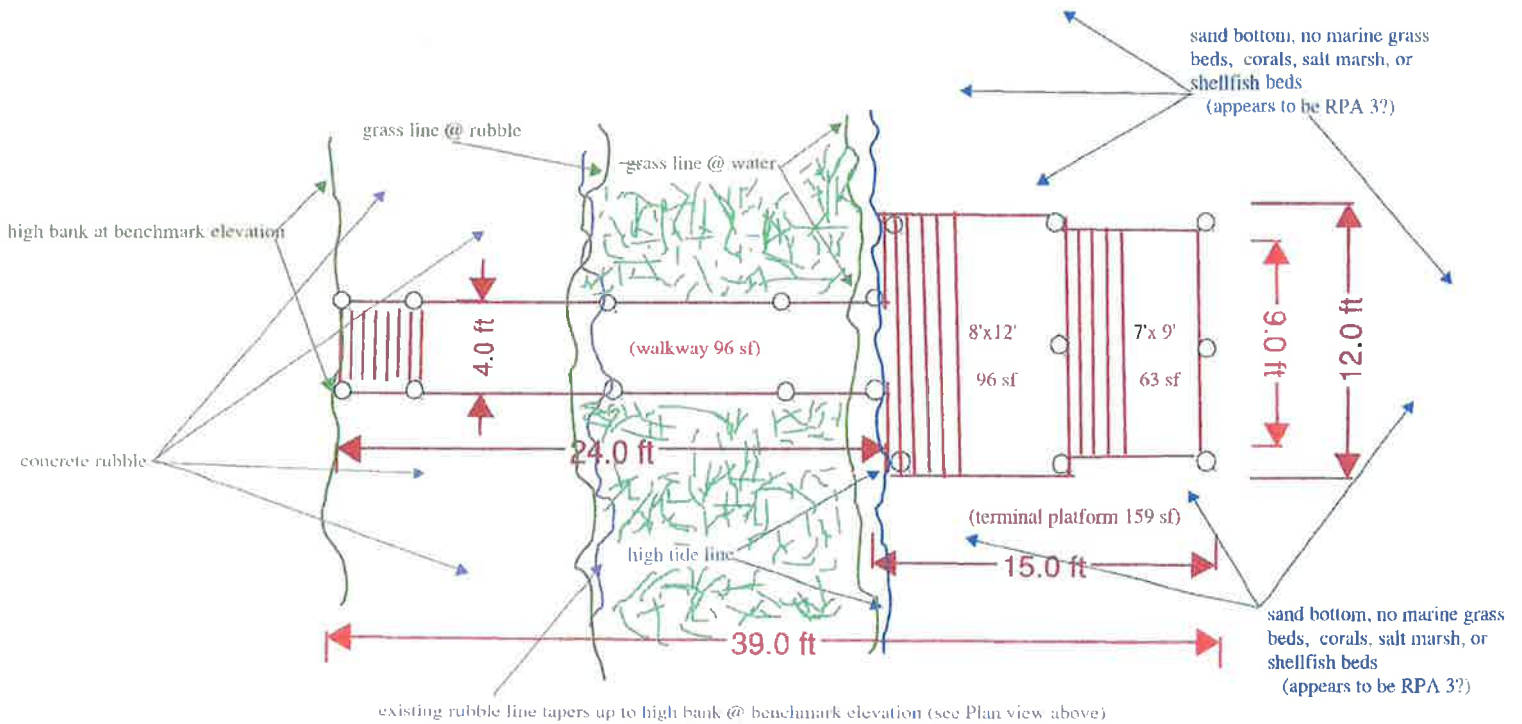 sand bottom, no marine grass
beds, corals, salt marsh, or
shellfish beds
(appears to be RPA 3?)
grass line @ rubble
grass line @ water
high bank at benchmark elevation
4.0 ft
(walkway 96 sf)
8'x12'
96 sf
7'x 9'
63 sf
9.0 ft
12.0 ft
24.0 ft
concrete rubble
(terminal platform 159 sf)
high tide line
15.0 ft
39.0 ft
sand bottom, no marine grass
beds, corals, salt marsh, or
shellfish beds
(appears to be RPA 3?)
existing rubble line tapers up to high bank @ benchmark elevation (see Plan view above)